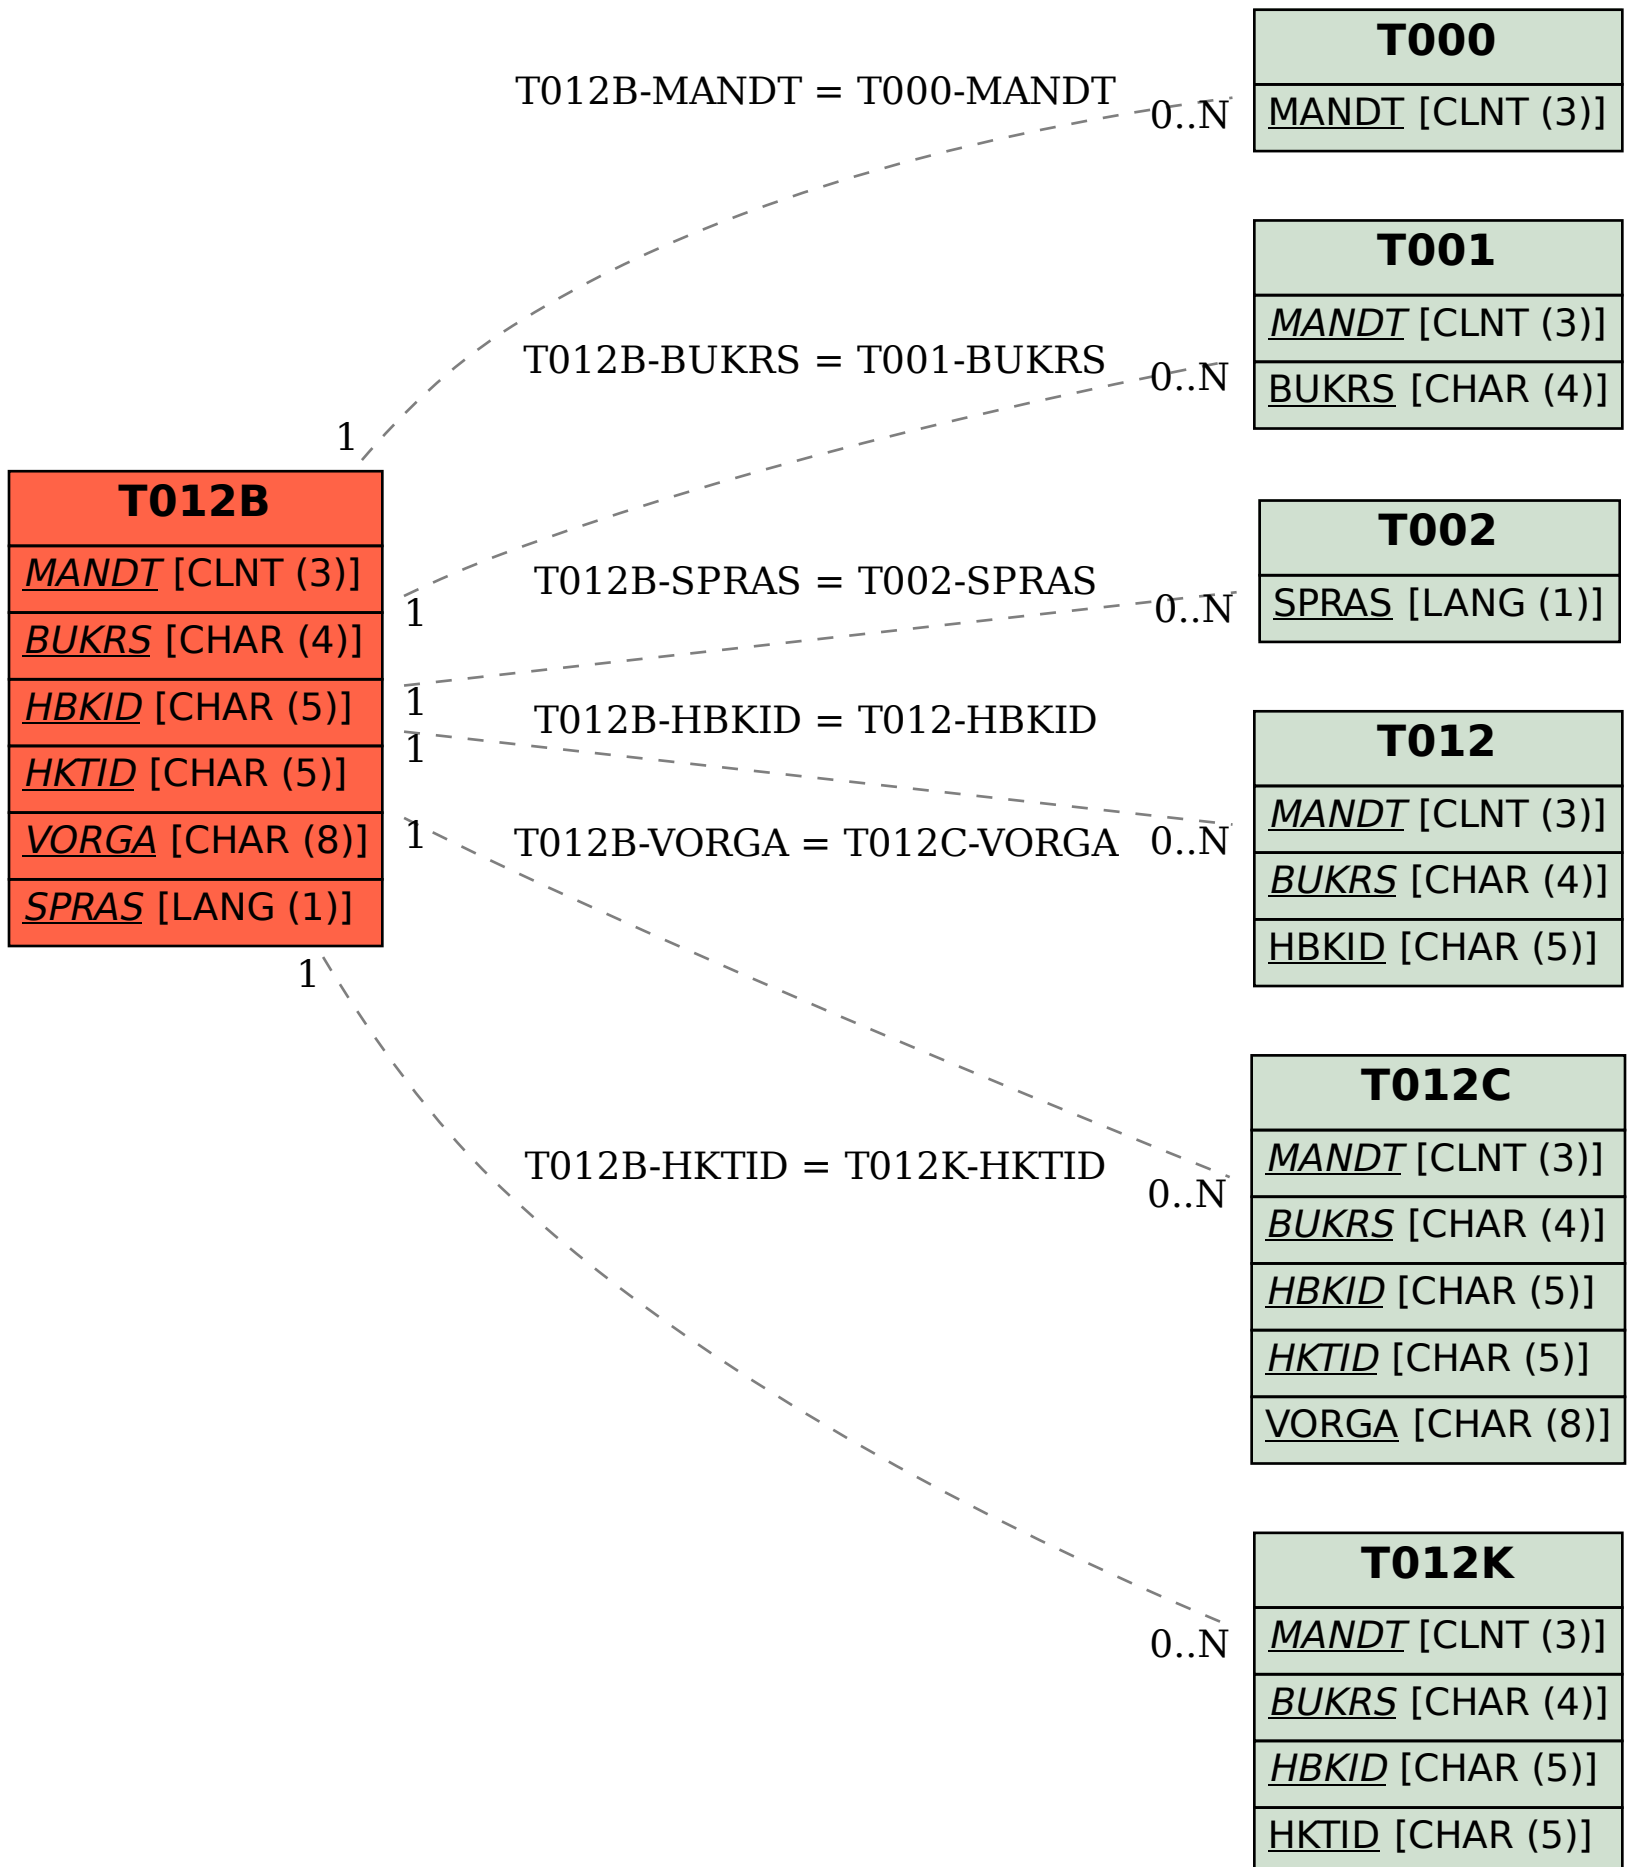 T000
T012B-MANDT = T000-MANDT
0..N
MANDT [CLNT (3)]
T001
MANDT [CLNT (3)]
T012B-BUKRS = T001-BUKRS
0..N
BUKRS [CHAR (4)]
1
T012B
MANDT [CLNT (3)]
BUKRS [CHAR (4)]
HBKID [CHAR (5)]
HKTID [CHAR (5)]
VORGA [CHAR (8)]
SPRAS [LANG (1)]
1
T002
T012B-SPRAS = T002-SPRAS
0..N
SPRAS [LANG (1)]
1
T012B-HBKID = T012-HBKID
1
T012
MANDT [CLNT (3)]
1
T012B-VORGA = T012C-VORGA
0..N
BUKRS [CHAR (4)]
HBKID [CHAR (5)]
1
T012C
MANDT [CLNT (3)]
T012B-HKTID = T012K-HKTID
0..N
BUKRS [CHAR (4)]
HBKID [CHAR (5)]
HKTID [CHAR (5)]
VORGA [CHAR (8)]
T012K
MANDT [CLNT (3)]
0..N
BUKRS [CHAR (4)]
HBKID [CHAR (5)]
HKTID [CHAR (5)]